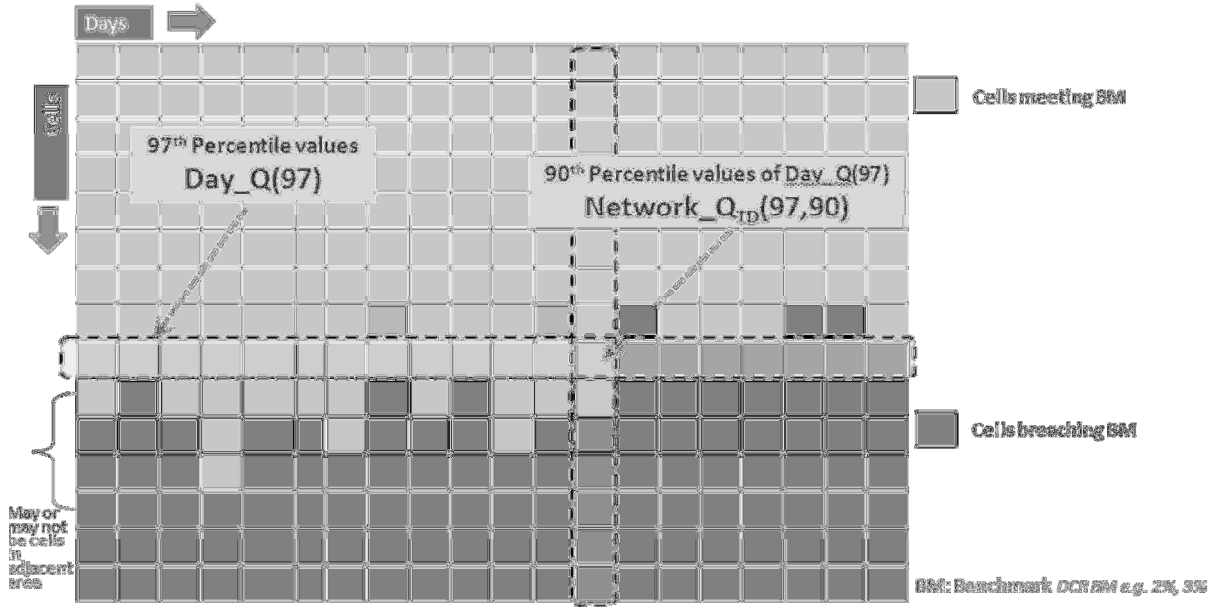 Days
Cells
Cells meeting BM
97th Percentile values
Day_Q(97)
90th Percentile values of Day_Q(97)
Network_QTD(97,90)
Cells breaching BM
May or
may not
be cells
in
adjacent
area
BM: Benchmark DCR BM e.g. 2%, 3%